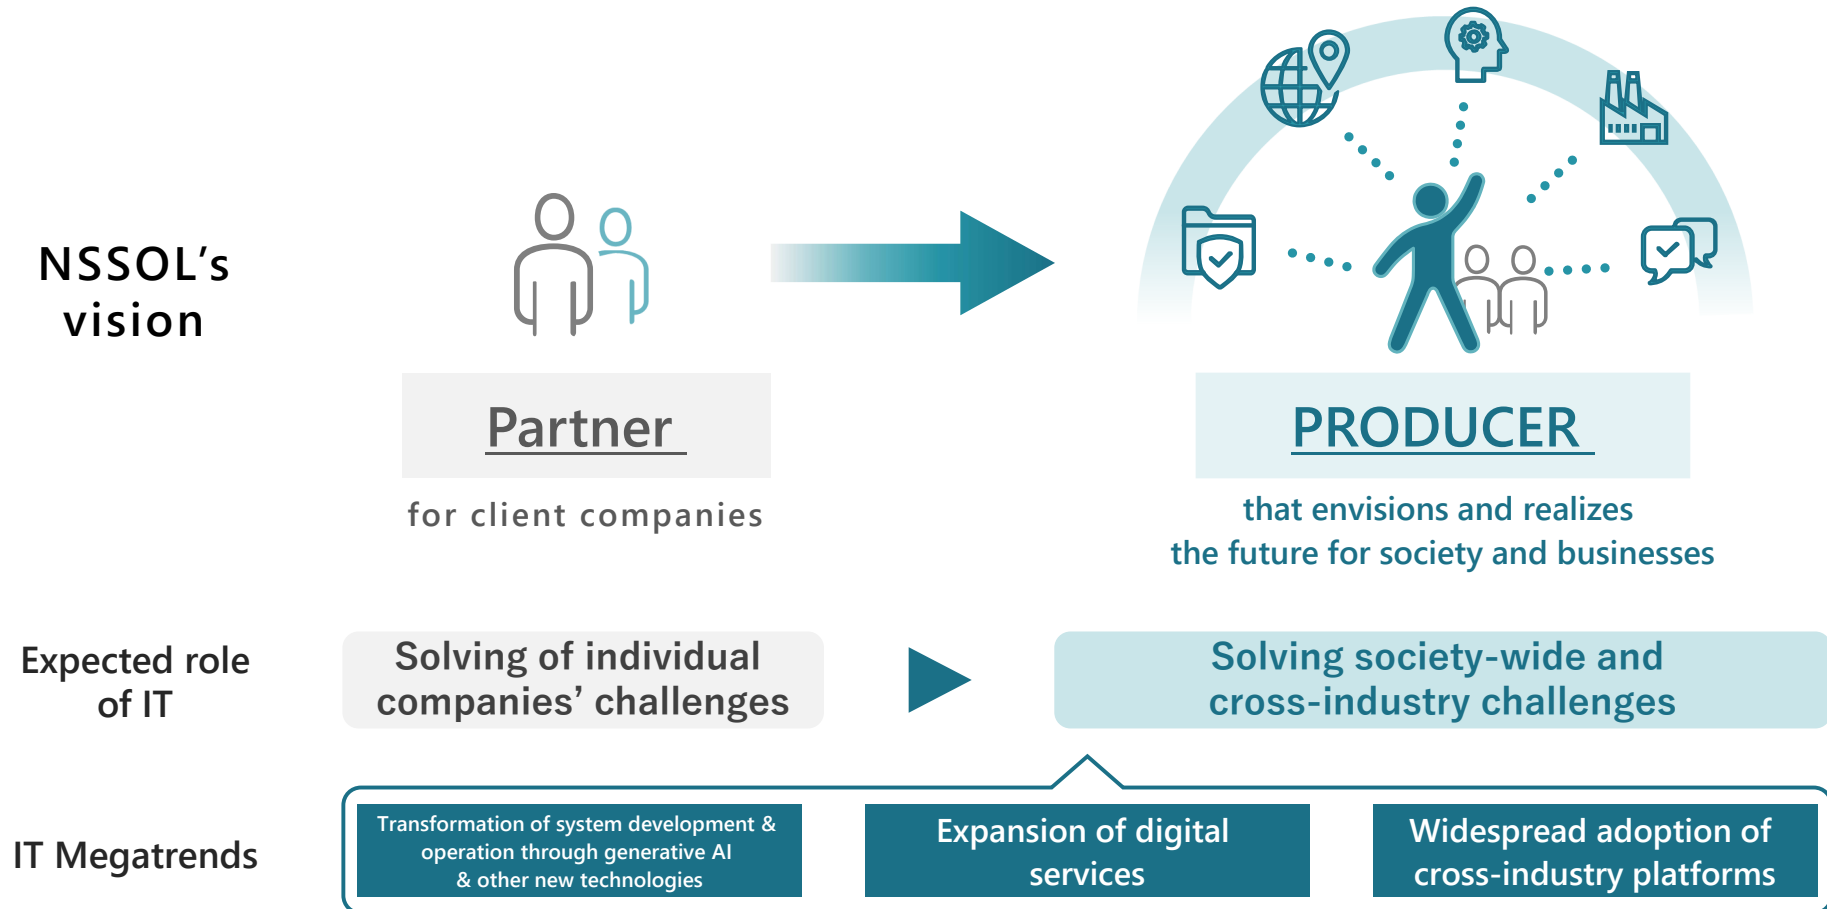 NSSOL's
vision
Partner
for client companies
PRODUCER
that envisions and realizes
the future for society and businesses
Expected role
of IT
Solving of individual
companies’ challenges
Solving society-wide and
cross-industry challenges
IT Megatrends
Transformation of system development &
operation through generative AI
& other new technologies
Expansion of digital
services
Widespread adoption of
cross-industry platforms